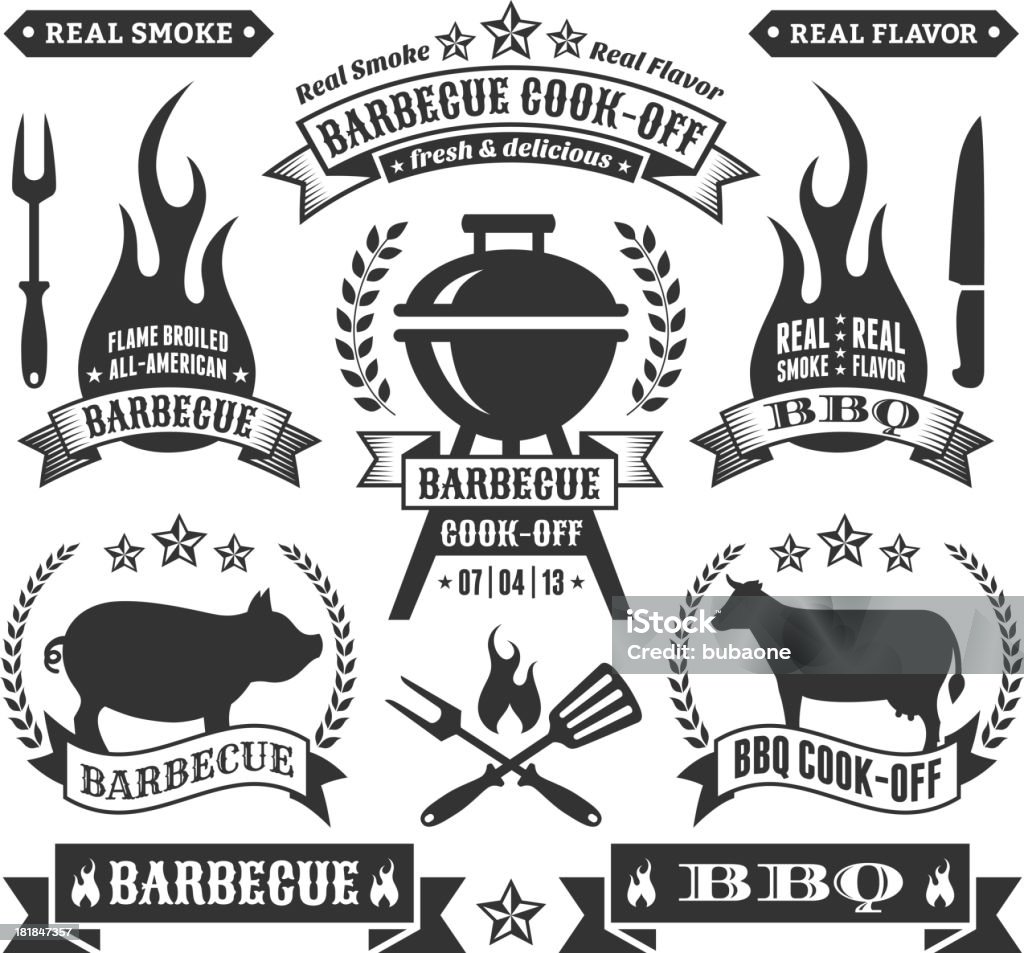 REAL SMOKE
REAL FLAVOR
Real Smoke
Real Flavor
BARBECUE COOK-OFF
fresh & delicious
FLAME BROILED
ALL-AMERICAN
BARBECUE
REAL REAL
SMOKE FLAVOR
BBQ
BARBECUE
COOK-OFF
07|04|13
iStock
Credit: bubaone
BARBECUE
BBQ COOK-OFF
BARBECUE
BBQ
181847357